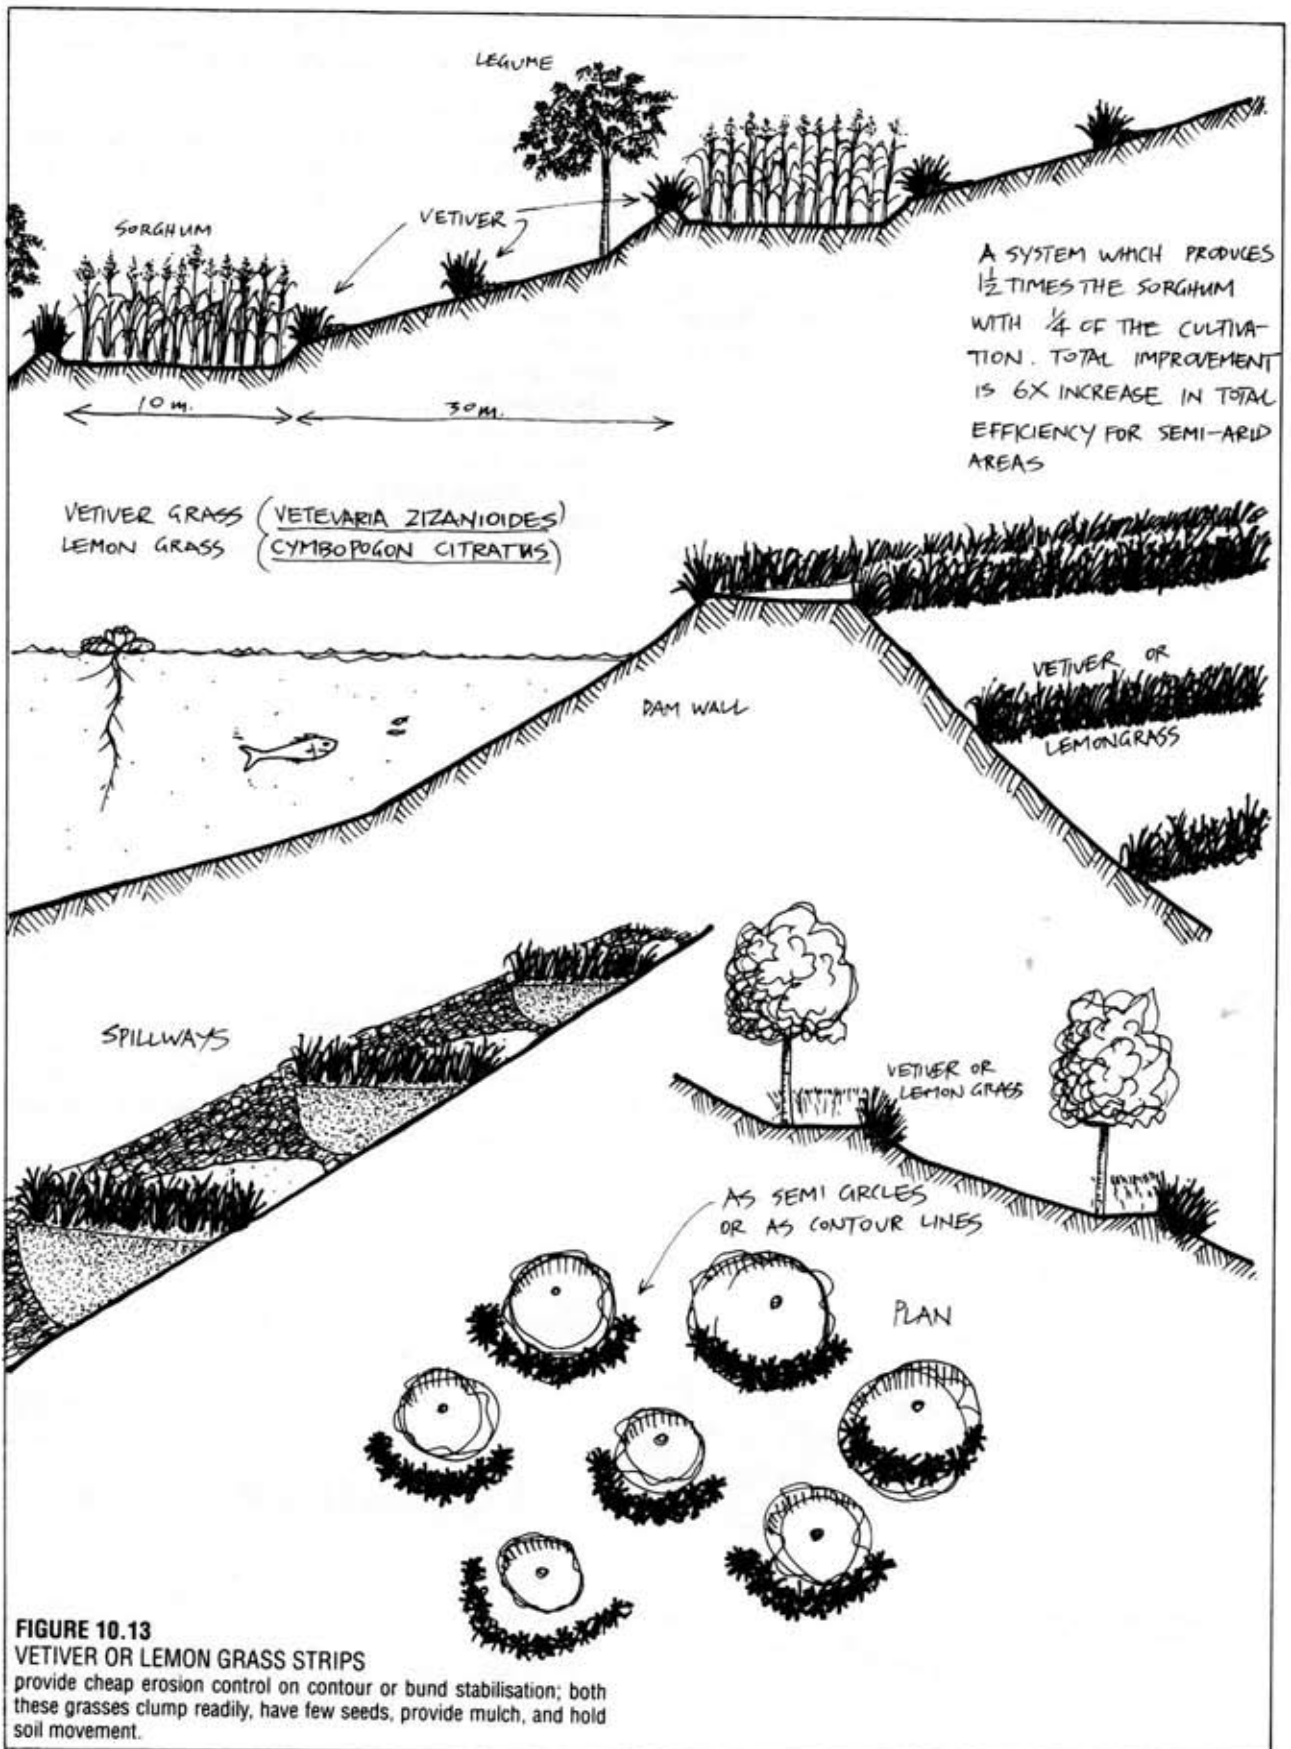 LEGUME
SORGHUM
VETIVER
A SYSTEM WHICH PRODUCES
1½ TIMES THE SORGHUM
WITH ¼ OF THE CULTIVA-
TION. TOTAL IMPROVEMENT
IS 6X INCREASE IN TOTAL
EFFICIENCY FOR SEMI-ARID
AREAS
10 m.
30 m.
VETIVER GRASS (VETEVARIA ZIZANIOIDES)
LEMON GRASS (CYMBOPOGON CITRATUS)
VETIVER OR
LEMONGRASS
DAM WALL
SPILLWAYS
VETIVER OR
LEMON GRASS
AS SEMI CIRCLES
OR AS CONTOUR LINES
PLAN
FIGURE 10.13
VETIVER OR LEMON GRASS STRIPS
provide cheap erosion control on contour or bund stabilisation; both
these grasses clump readily, have few seeds, provide mulch, and hold
soil movement.